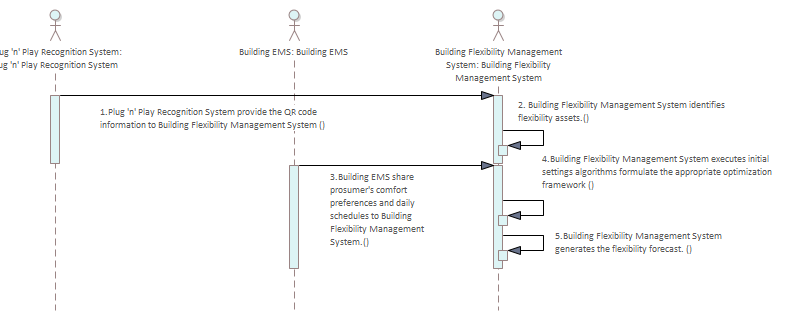 'n' Play Recognition System:
'n' Play Recognition System
Building EMS: Building EMS
Building Flexibility Management
System: Building Flexibility
Management System
1.Plug 'n' Play Recognition System provide the QR code
information to Building Flexibility Management System ()
2. Building Flexibility Management System identifies
flexibility assets.()
3.Building EMS share
prosumer's comfort
preferences and daily
schedules to Building
Flexibility Management
System.()
4.Building Flexibility Management System executes initial
settings algorithms formulate the appropriate optimization
framework ()
5.Building Flexibility Management System
generates the flexibility forecast. ()